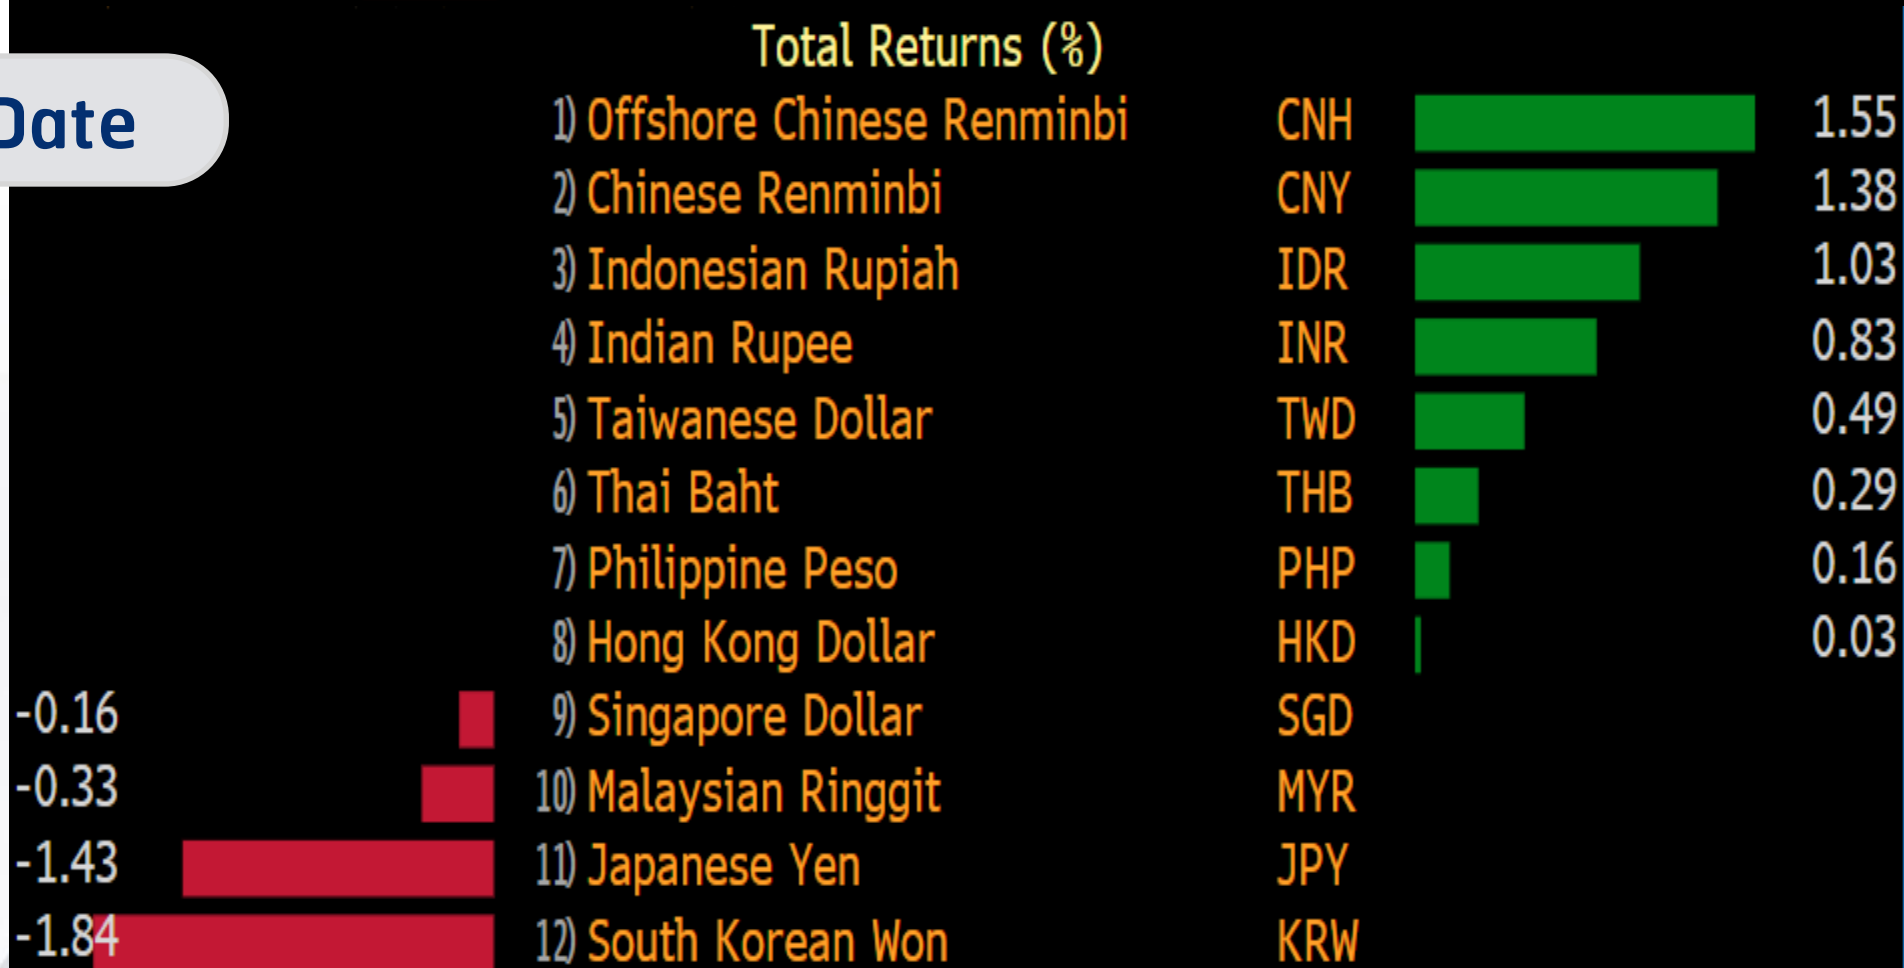 Total Returns (%)
Date
1) Offshore Chinese Renminbi CNH 1.55
2) Chinese Renminbi CNY 1.38
3) Indonesian Rupiah IDR 1.03
4) Indian Rupee INR 0.83
5) Taiwanese Dollar TWD 0.49
6) Thai Baht THB 0.29
7) Philippine Peso PHP 0.16
8) Hong Kong Dollar HKD 0.03
-0.16 9) Singapore Dollar SGD
-0.33 10) Malaysian Ringgit MYR
-1.43 11) Japanese Yen JPY
-1.84 12) South Korean Won KRW